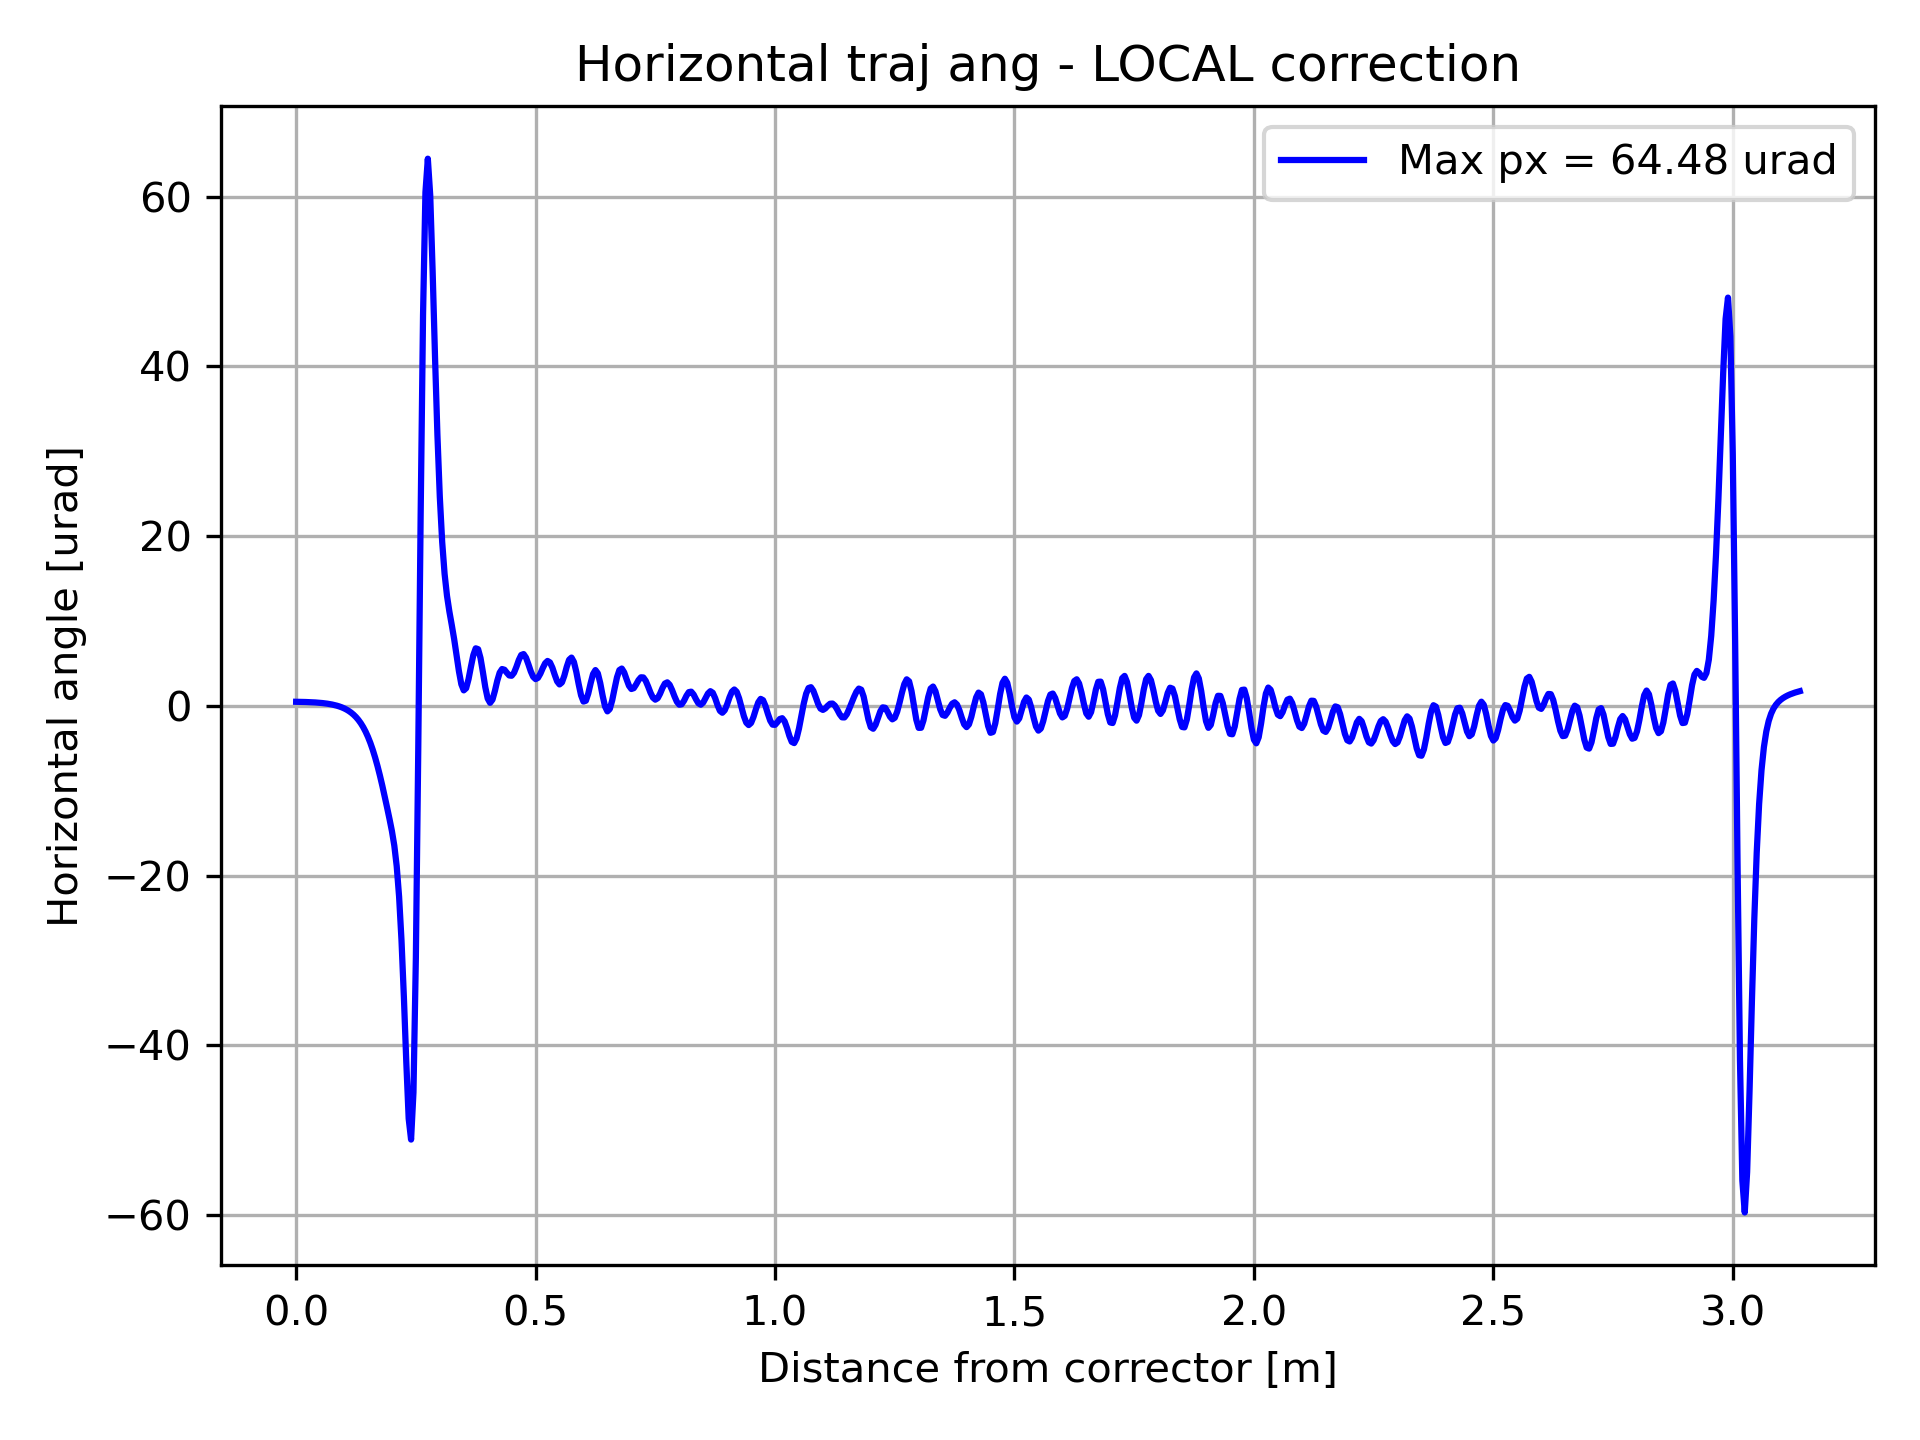 Horizontal traj ang - LOCAL correction
Max px = 64.48 urad
Horizontal angle [urad]
60
40
20
0
−20
−40
−60
0.0 0.5 1.0 1.5 2.0 2.5 3.0
Distance from corrector [m]